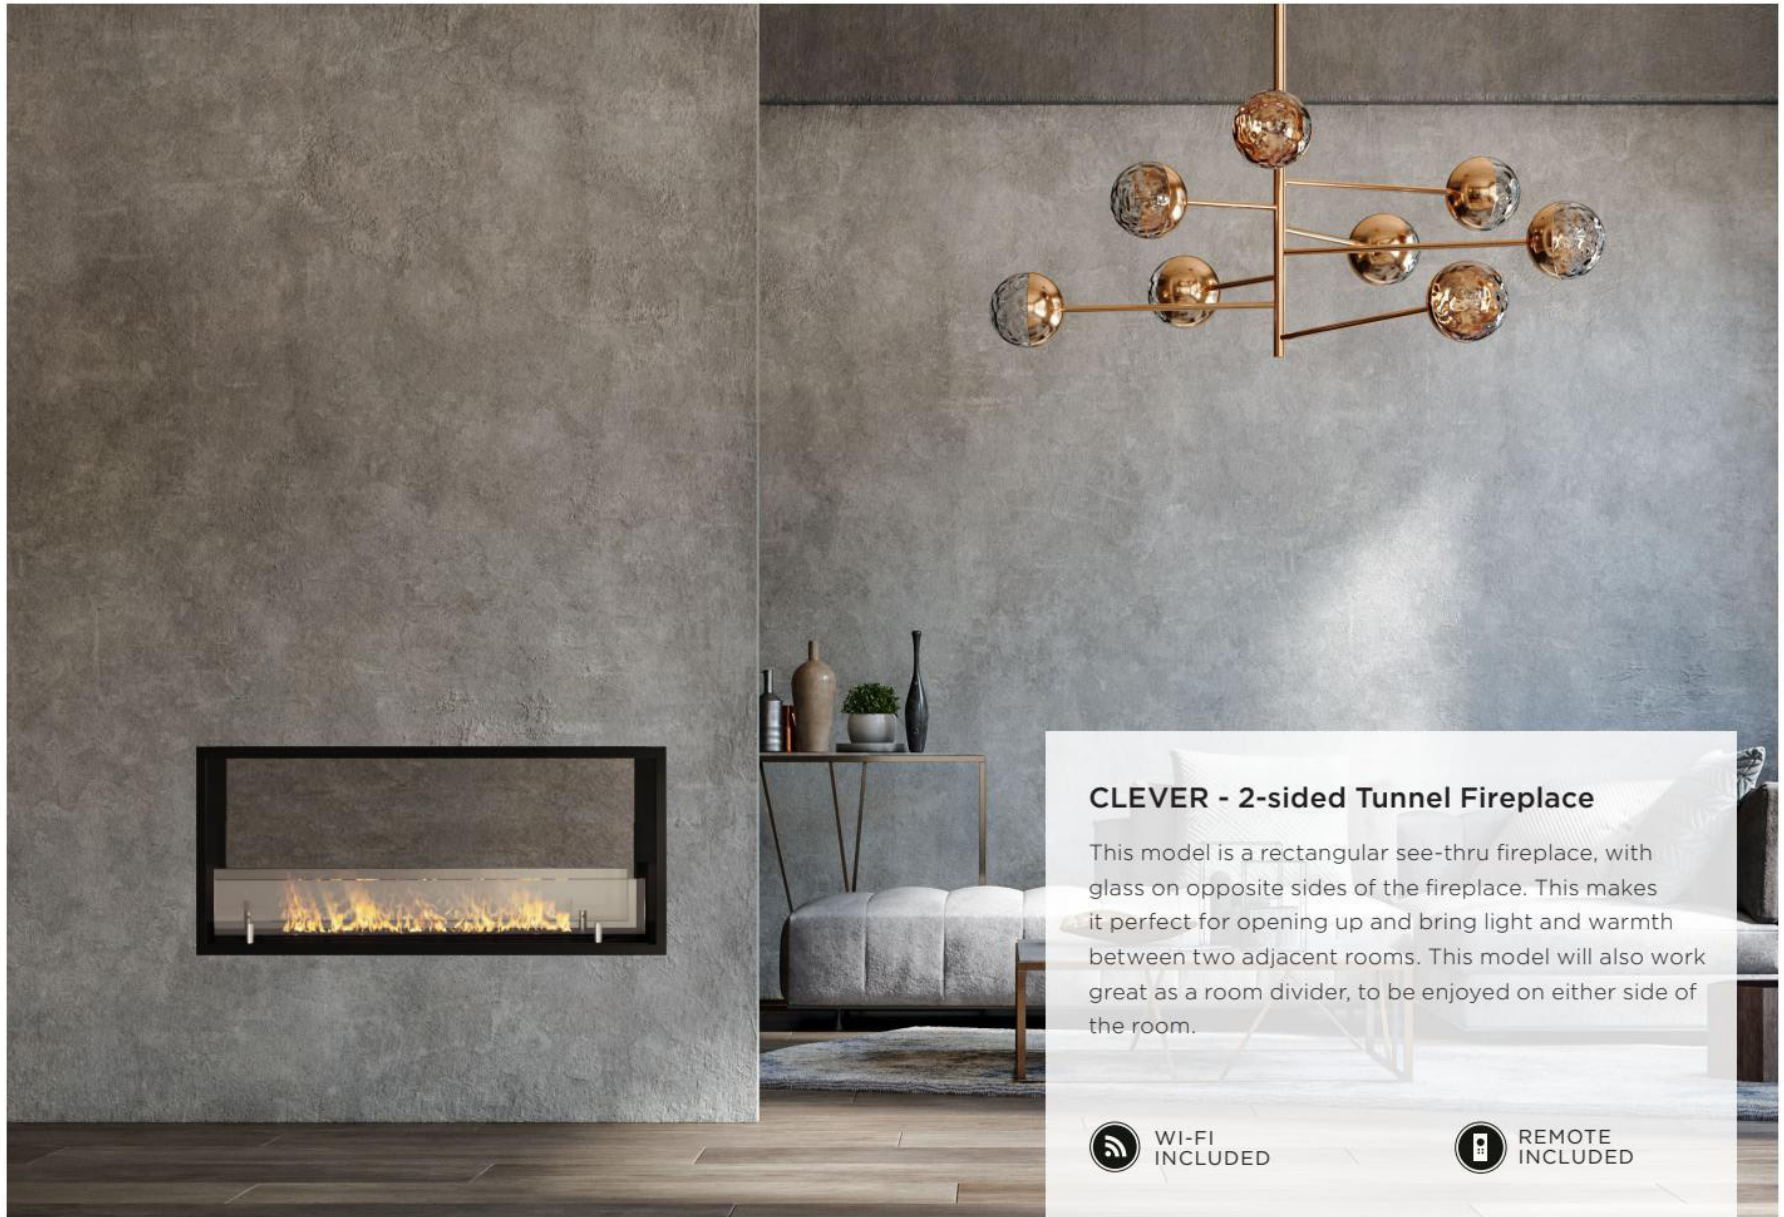 CLEVER - 2-sided Tunnel Fireplace
This model is a rectangular see-thru fireplace, with
glass on opposite sides of the fireplace. This makes
it perfect for opening up and bring light and warmth
between two adjacent rooms. This model will also work
great as a room divider, to be enjoyed on either side of
the room.
WI-FI
INCLUDED
REMOTE
INCLUDED